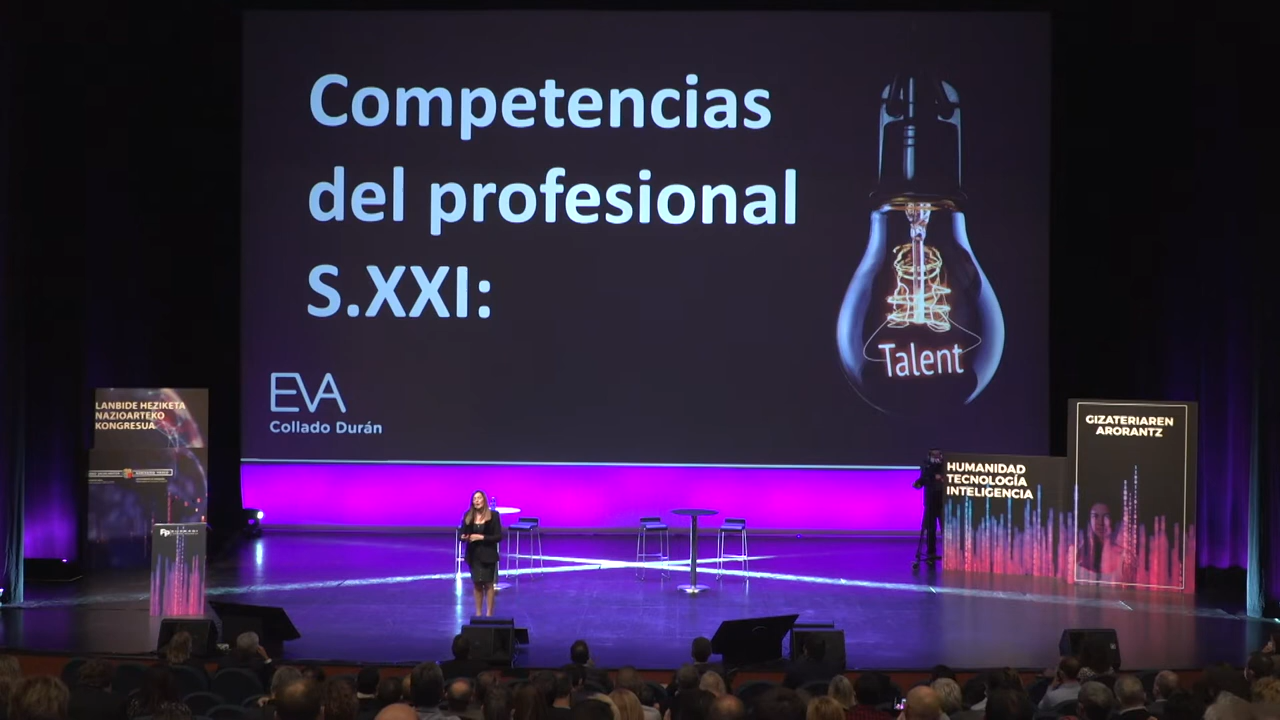 Competencias
del profesional
S.XXI:
Talent
EVA
Collado Durán
LANBIDE HEZIKETA
NAZIOARTEKO
KONGRESUA
GIZATERIAREN
ARORANTZ
HUMANIDAD
TECNOLOGÍA
INTELIGENCIA